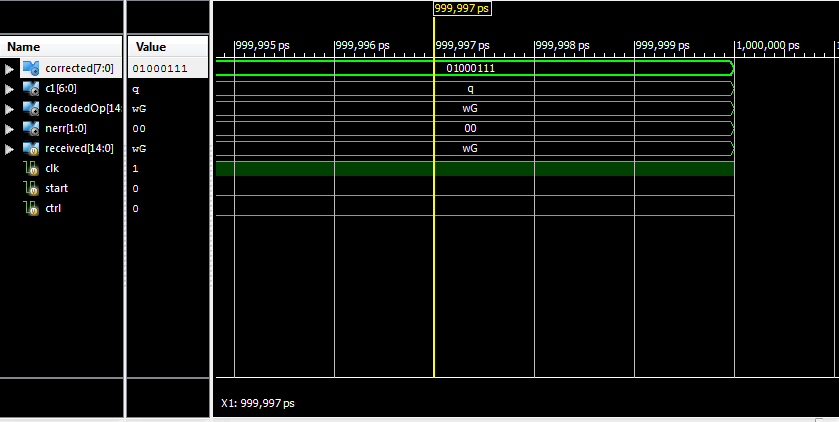 999,997 ps
Name Value 999,995 ps 999,996 ps 999,997 ps 999,998 ps 999,999 ps 1,000,000 ps
corrected[7:0] 01000111 01000111
c1[6:0] q q
decodedOp[14: wG wG
nerr[1:0] 00 00
received[14:0] wG wG
clk 1
start 0
ctrl 0
X1: 999,997 ps